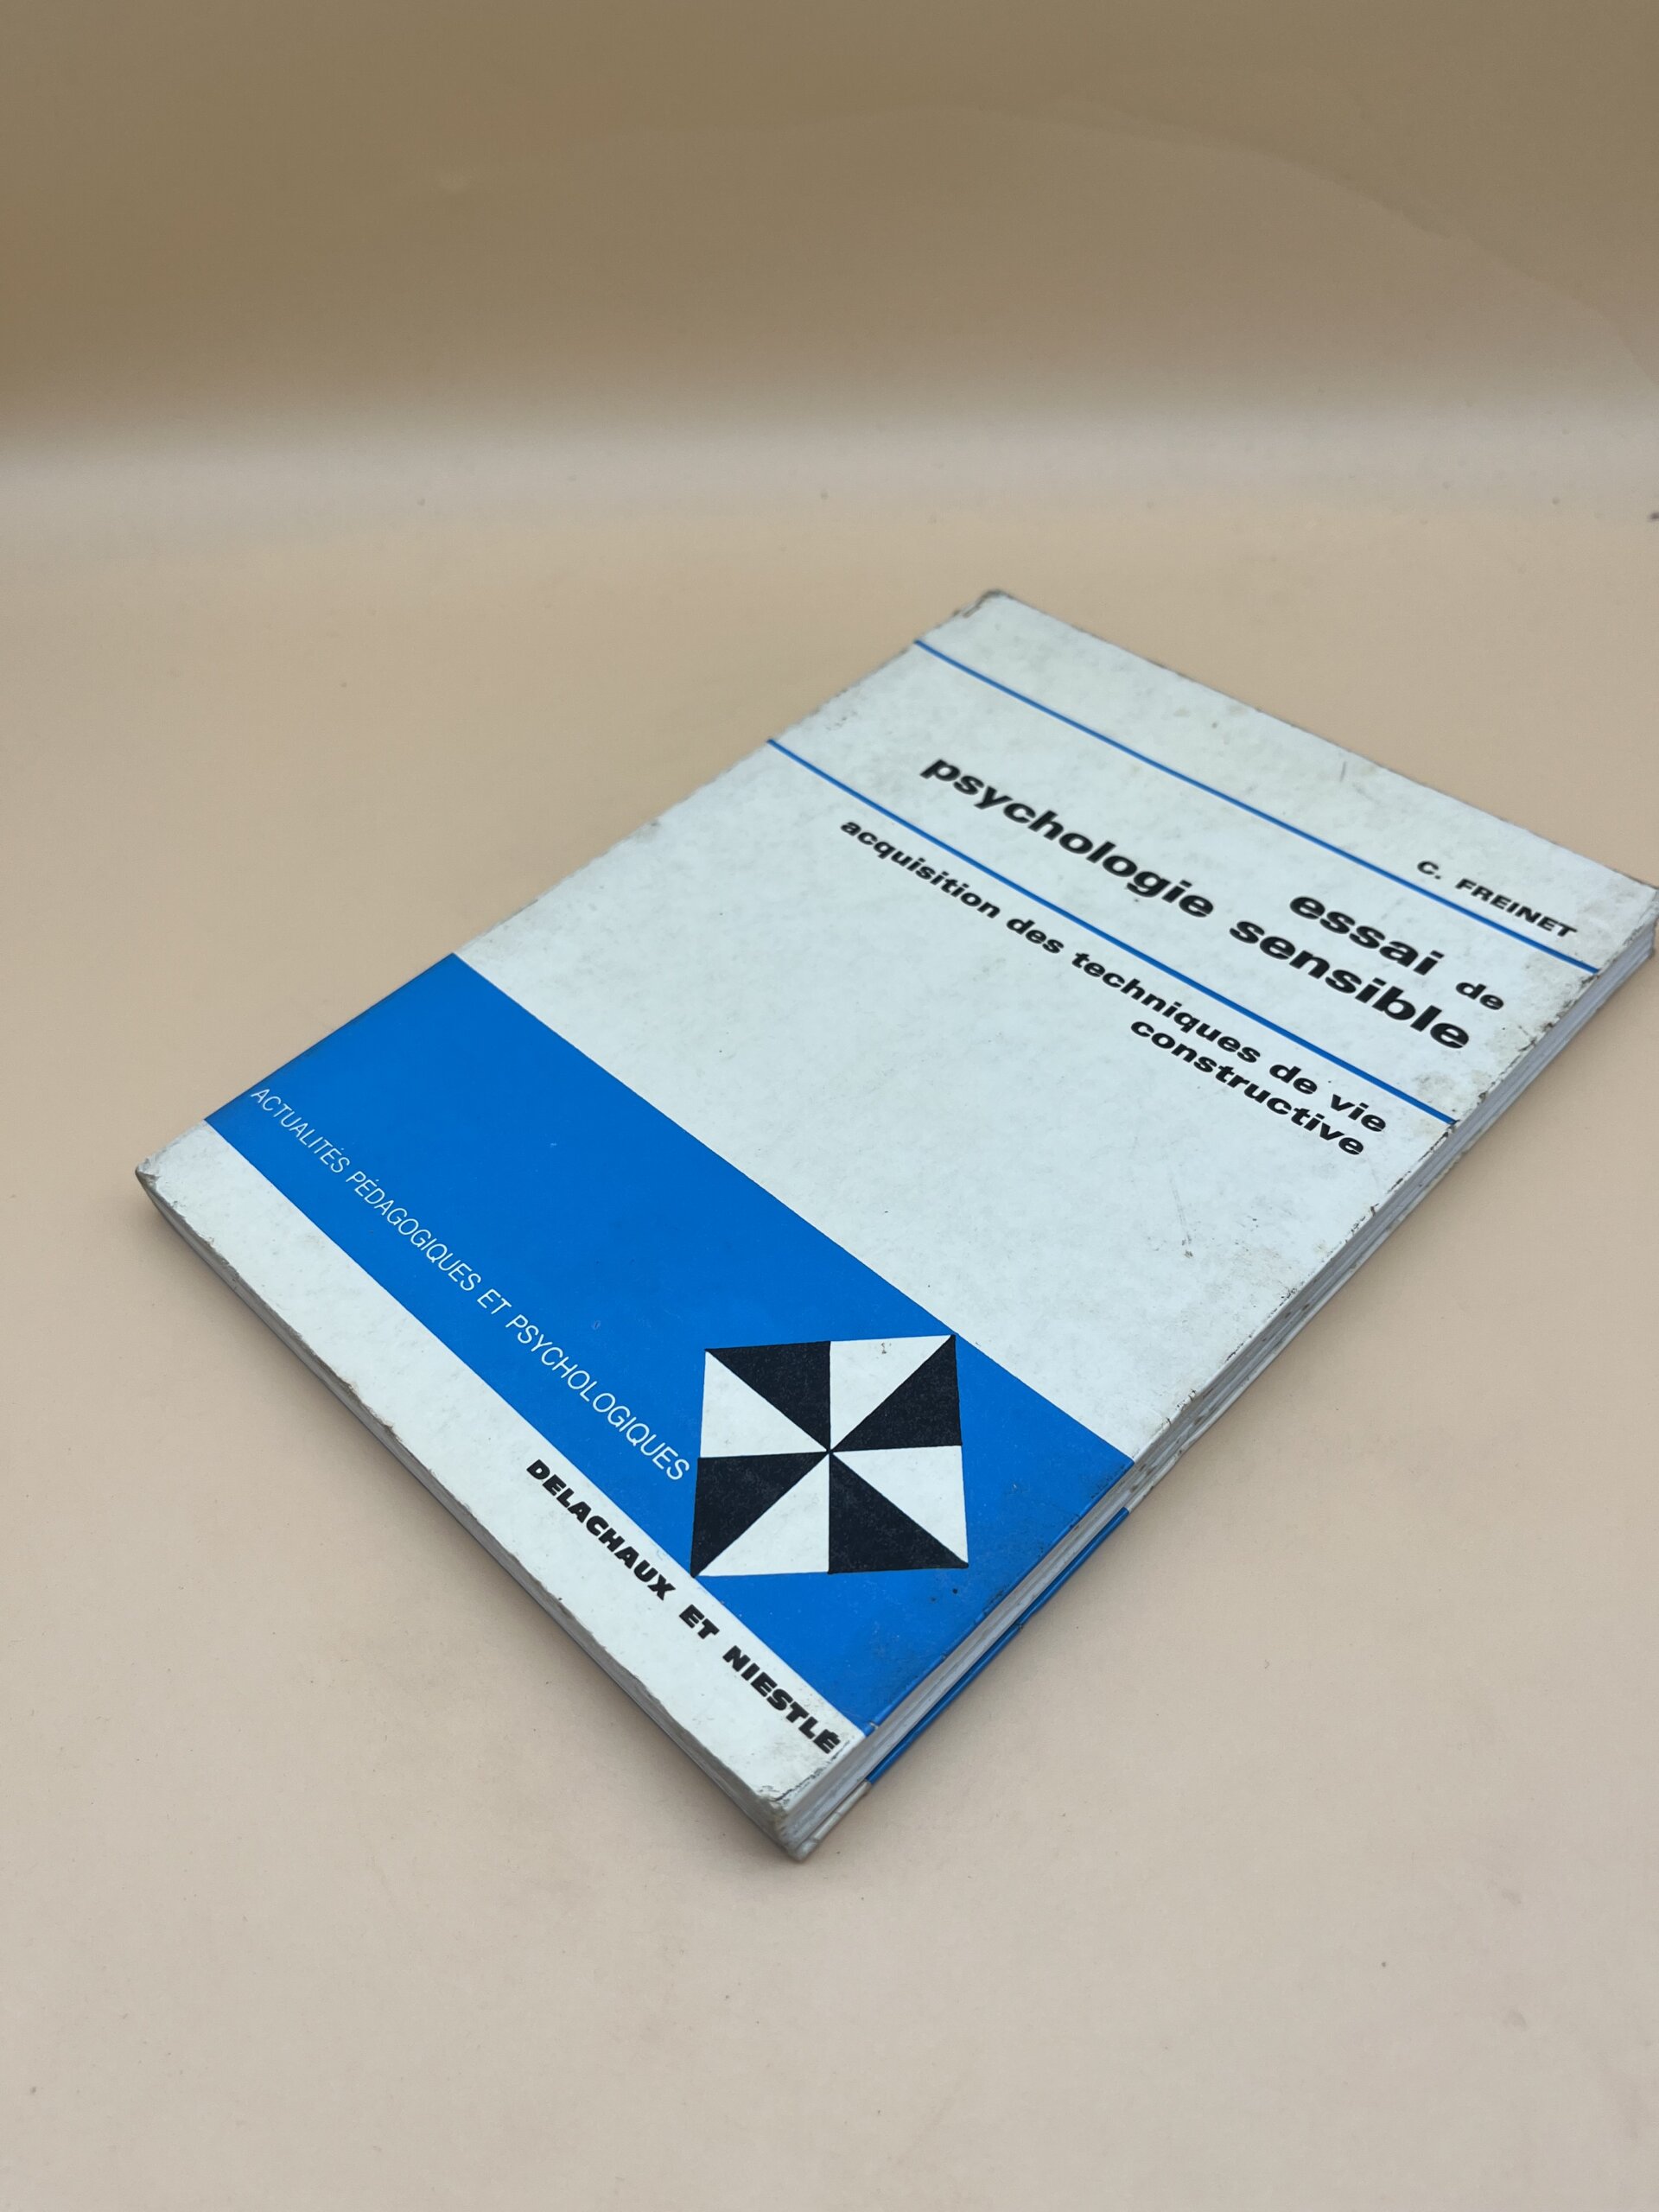 C. FREINET
essai de
psychologie sensible
acquisition des techniques de vie
constructive
ACTUALITÉS PÉDAGOGIQUES ET PSYCHOLOGIQUES
DELACHAUX ET NIESTLÉ